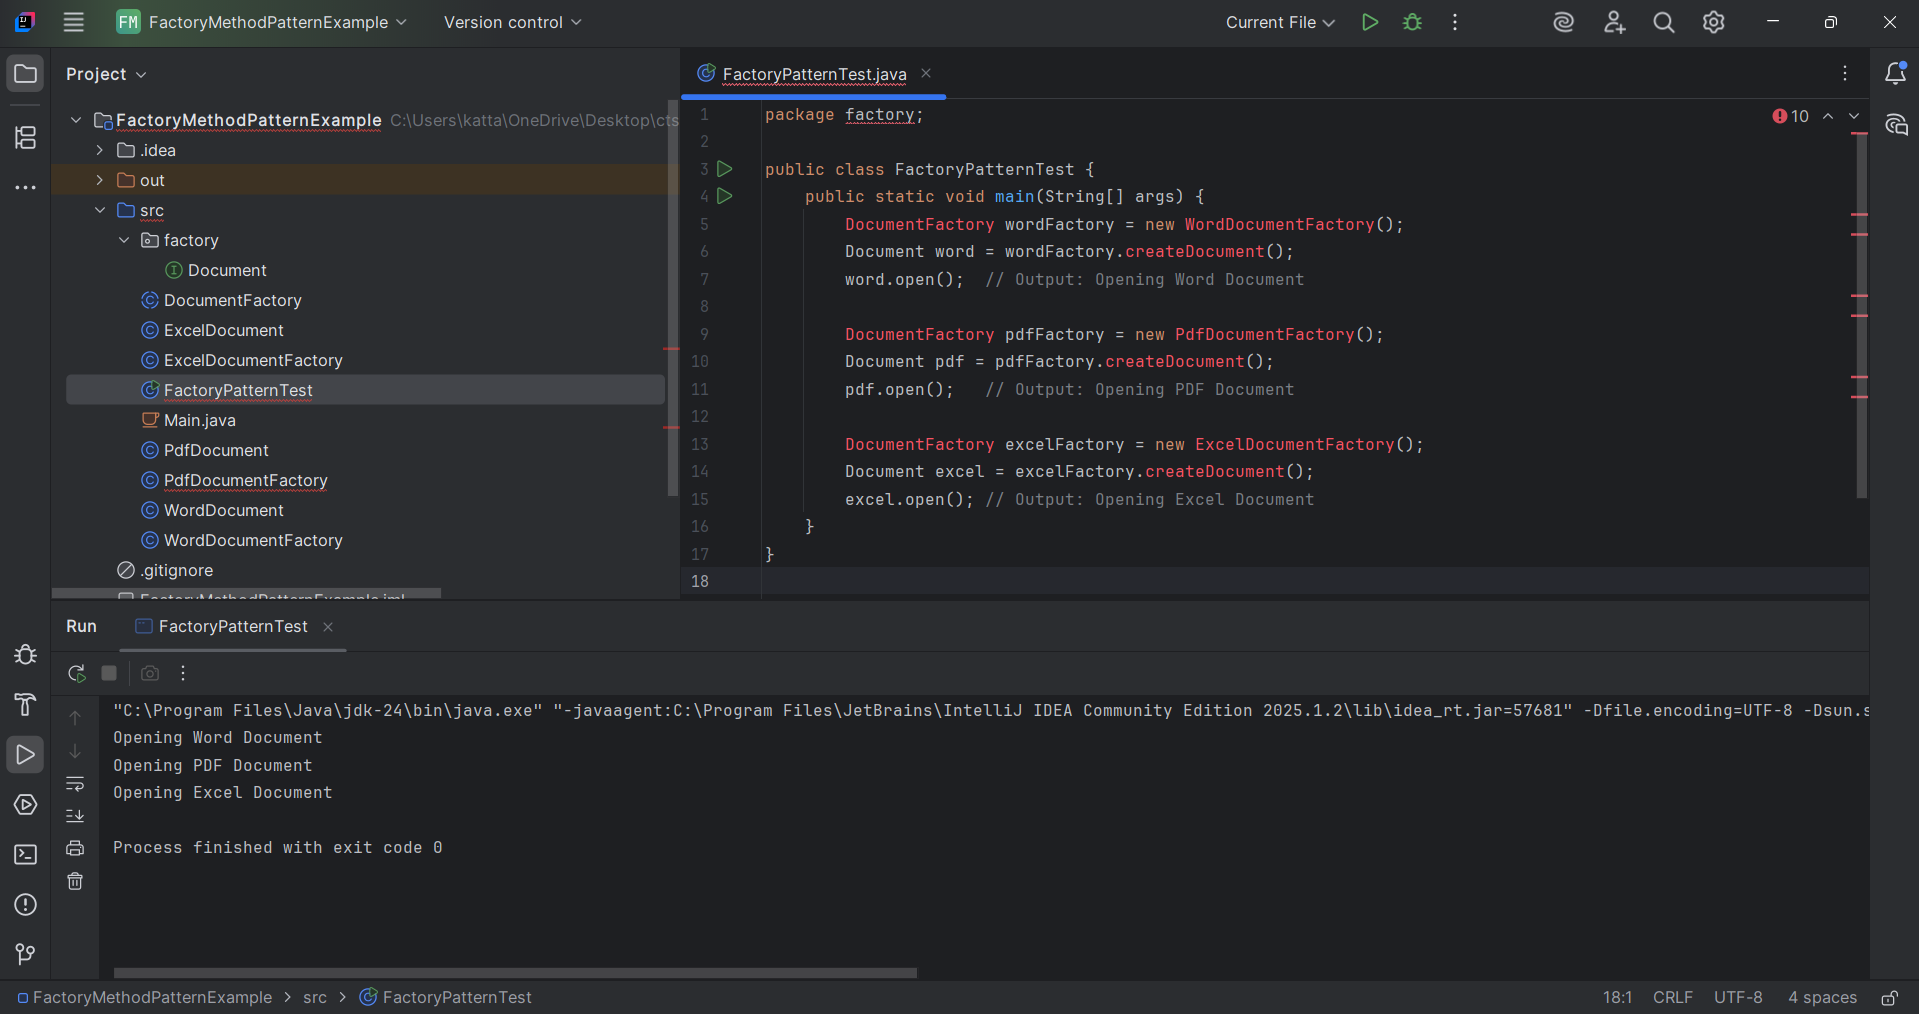 FM FactoryMethodPatternExample Version control Current File
Project
FactoryMethodPatternExample C:\Users\katta\OneDrive\Desktop\cts
.idea
out
src
factory
Document
DocumentFactory
ExcelDocument
ExcelDocumentFactory
FactoryPatternTest
Main.java
PdfDocument
PdfDocumentFactory
WordDocument
WordDocumentFactory
.gitignore
FactoryMethodPatternExample.iml
FactoryPatternTest.java
10
1 package factory;
2
3 public class FactoryPatternTest {
4 public static void main(String[] args) {
5 DocumentFactory wordFactory = new WordDocumentFactory();
6 Document word = wordFactory.createDocument();
7 word.open(); // Output: Opening Word Document
8
9 DocumentFactory pdfFactory = new PdfDocumentFactory();
10 Document pdf = pdfFactory.createDocument();
11 pdf.open(); // Output: Opening PDF Document
12
13 DocumentFactory excelFactory = new ExcelDocumentFactory();
14 Document excel = excelFactory.createDocument();
15 excel.open(); // Output: Opening Excel Document
16 }
17 }
18
Run FactoryPatternTest
"C:\Program Files\Java\jdk-24\bin\java.exe" "-javaagent:C:\Program Files\JetBrains\IntelliJ IDEA Community Edition 2025.1.2\lib\idea_rt.jar=57681" -Dfile.encoding=UTF-8 -Dsun.s
Opening Word Document
Opening PDF Document
Opening Excel Document
Process finished with exit code 0
FactoryMethodPatternExample > src > FactoryPatternTest 18:1 CRLF UTF-8 4 spaces